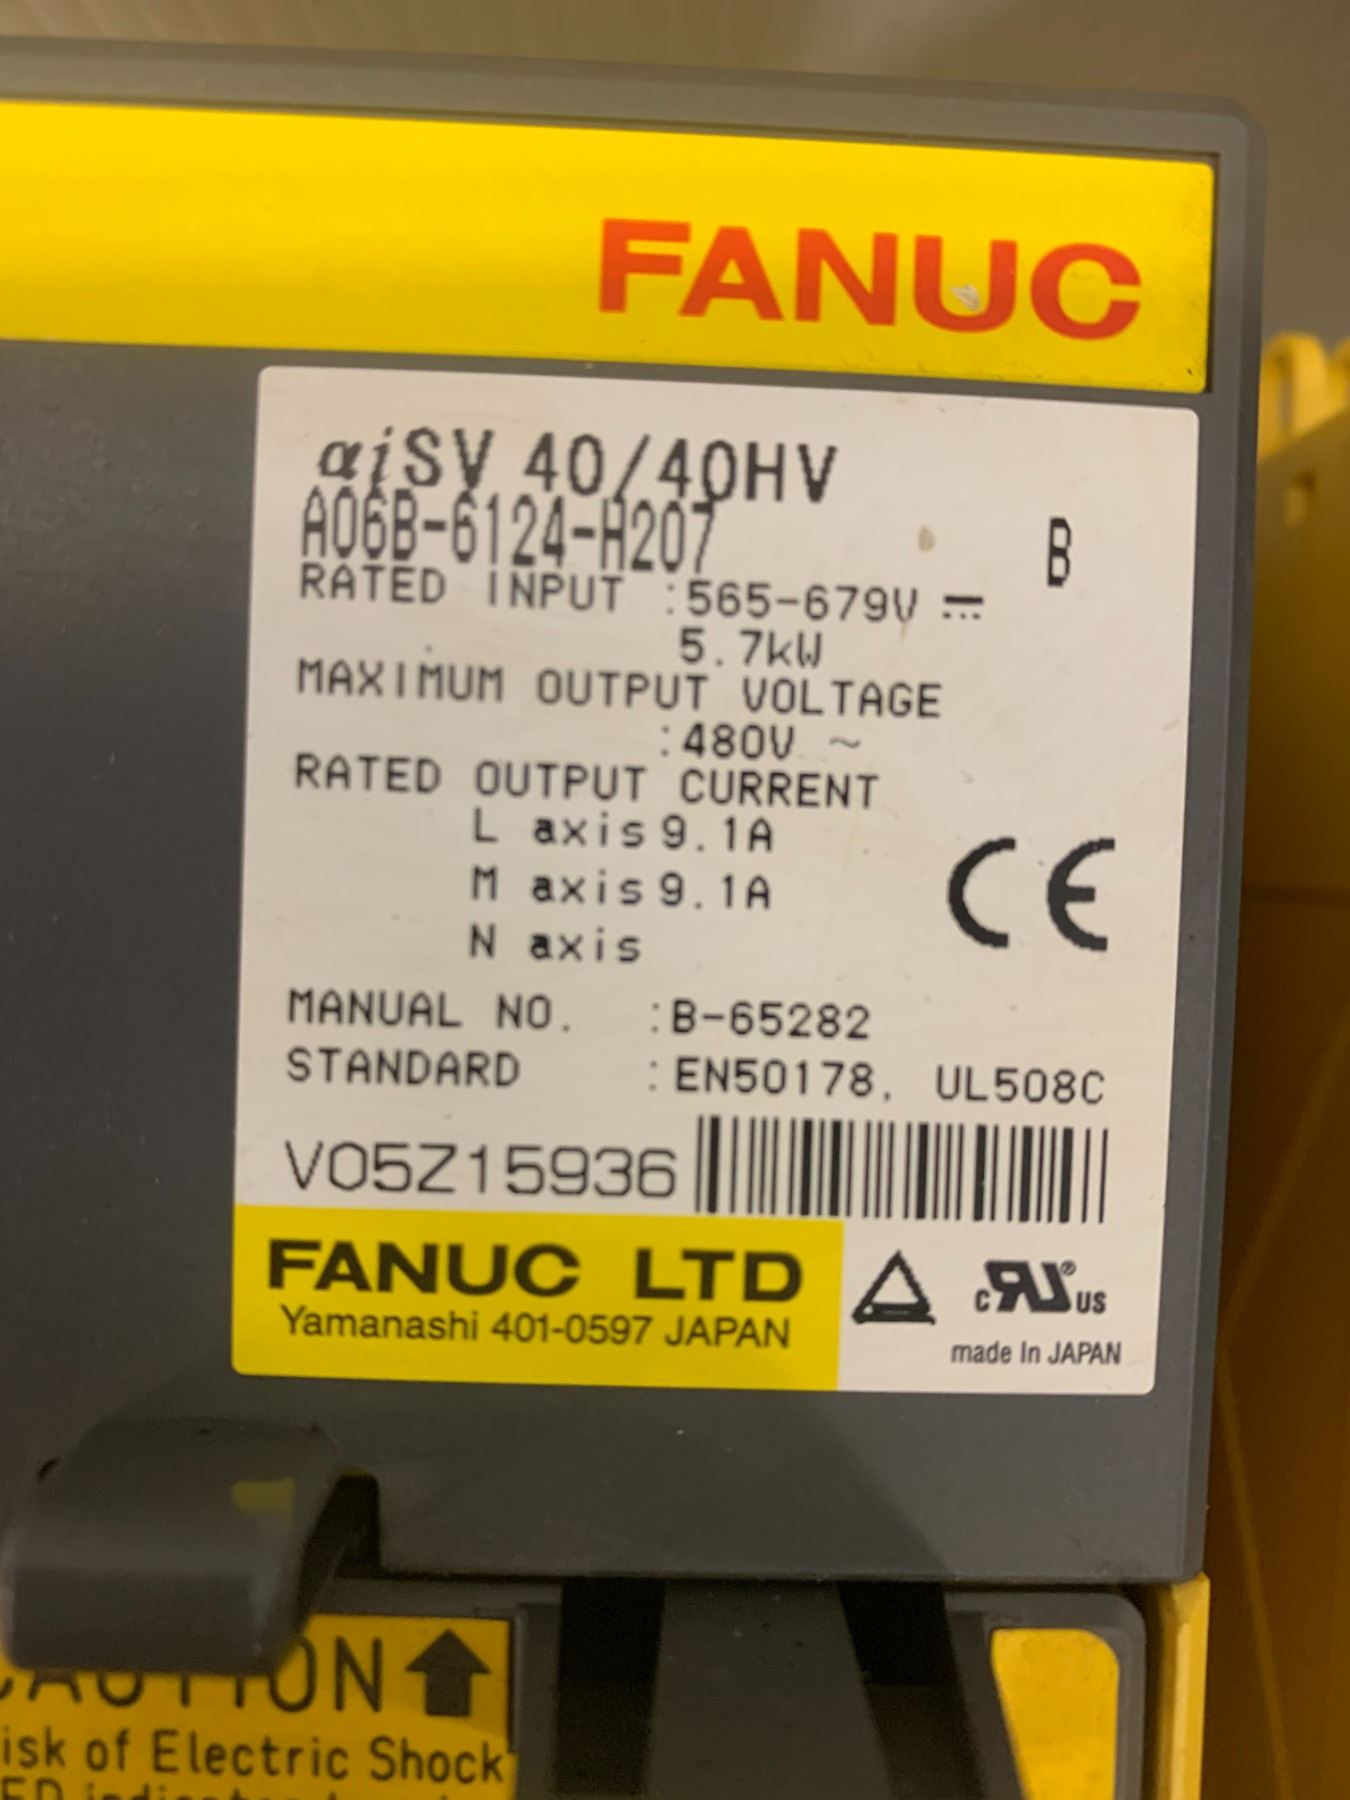 FANUC
αiSV 40/40HV
A06B-6124-H207 B
RATED INPUT :565-679V ⎓
5.7kW
MAXIMUM OUTPUT VOLTAGE
:480V ~
RATED OUTPUT CURRENT
L axis 9.1A
M axis 9.1A
N axis
CE
MANUAL NO. :B-65282
STANDARD :EN50178, UL508C
V05Z15936
FANUC LTD
Yamanashi 401-0597 JAPAN
c RU ® US
made In JAPAN
CAUTION
isk of Electric Shock